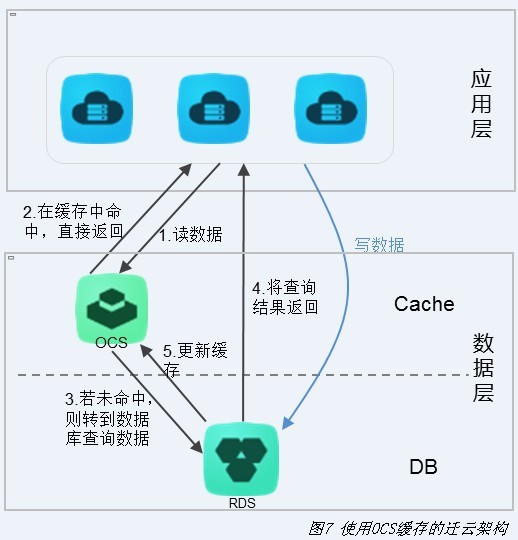 应
用
层
2.在缓存中命
中，直接返回
1.读数据
写数据
4.将查询
结果返回
Cache
OCS
5.更新缓
存
数
据
层
3.若未命中，
则转到数据
库查询数据
DB
RDS
图7 使用OCS缓存的迁云架构